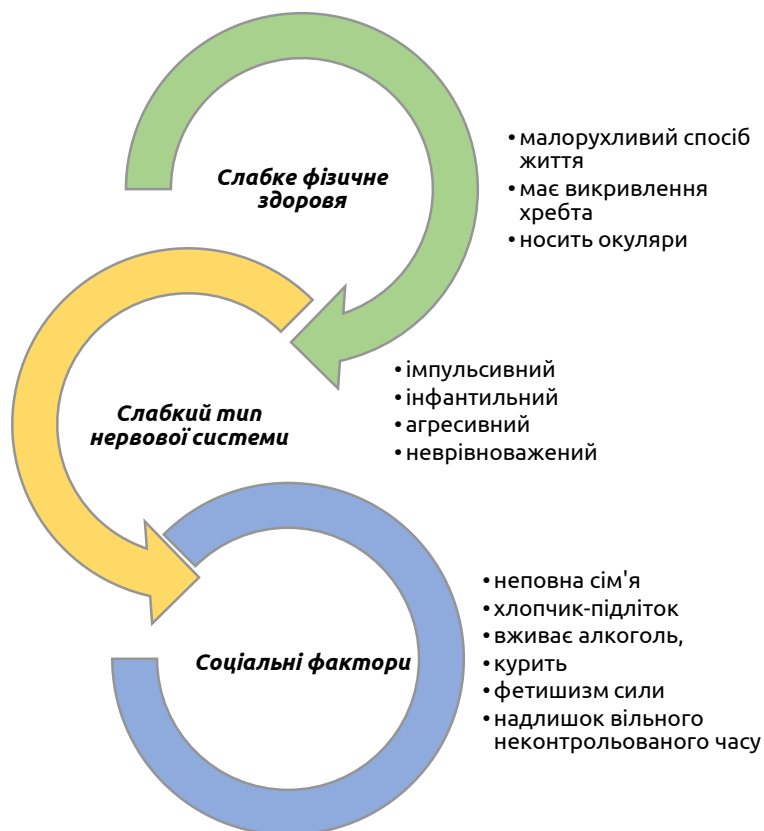 Слабке фізичне
здоровя
• малорухливий спосіб
життя
• має викривлення
хребта
• носить окуляри
Слабкий тип
нервової системи
• імпульсивний
• інфантильний
• агресивний
• неврівноважений
Соціальні фактори
• неповна сім'я
• хлопчик-підліток
• вживає алкоголь,
• курить
• фетишизм сили
• надлишок вільного
неконтрольованого часу